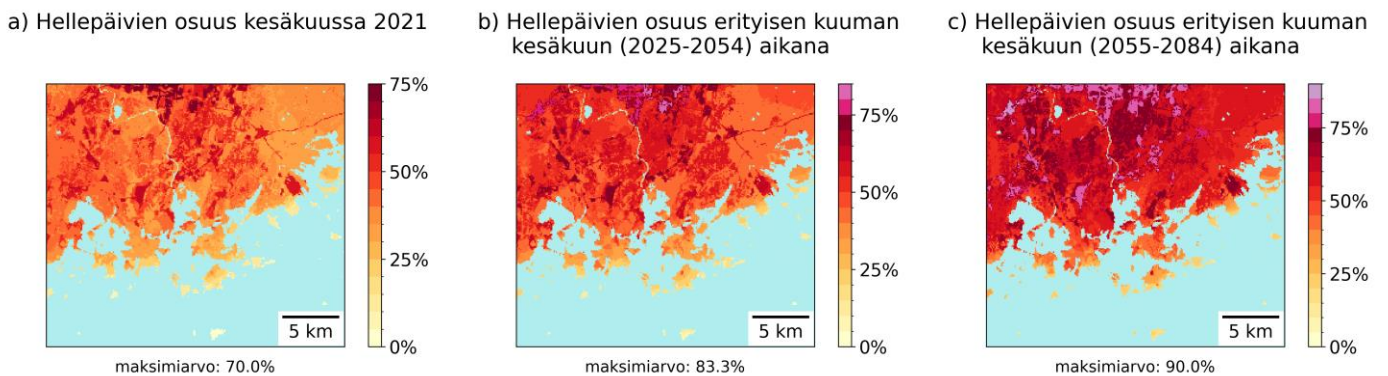 a) Hellepäivien osuus kesäkuussa 2021
75%
50%
25%
0%
5 km
maksimiarvo: 70.0%
b) Hellepäivien osuus erityisen kuuman
kesäkuun (2025-2054) aikana
75%
50%
25%
0%
5 km
maksimiarvo: 83.3%
c) Hellepäivien osuus erityisen kuuman
kesäkuun (2055-2084) aikana
75%
50%
25%
0%
5 km
maksimiarvo: 90.0%